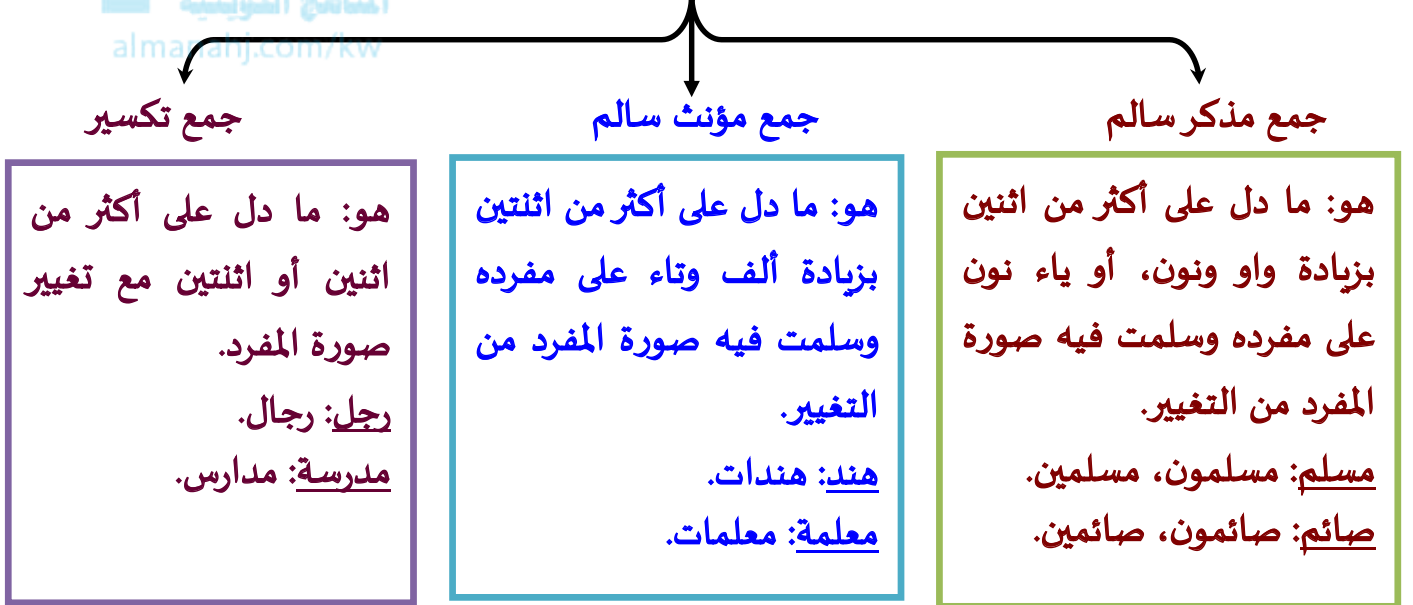 المناهج الكويتية
almanahj.com/kw
جمع مذكر سالم
هو: ما دل على أكثر من اثنين
بزيادة واو ونون، أو ياء نون
على مفرده وسلمت فيه صورة
المفرد من التغيير.
مسلم: مسلمون، مسلمين.
صائم: صائمون، صائمين.
جمع مؤنث سالم
هو: ما دل على أكثر من اثنتين
بزيادة ألف وتاء على مفرده
وسلمت فيه صورة المفرد من
التغيير.
هند: هندات.
معلمة: معلمات.
جمع تكسير
هو: ما دل على أكثر من
اثنين أو اثنتين مع تغيير
صورة المفرد.
رجل: رجال.
مدرسة: مدارس.